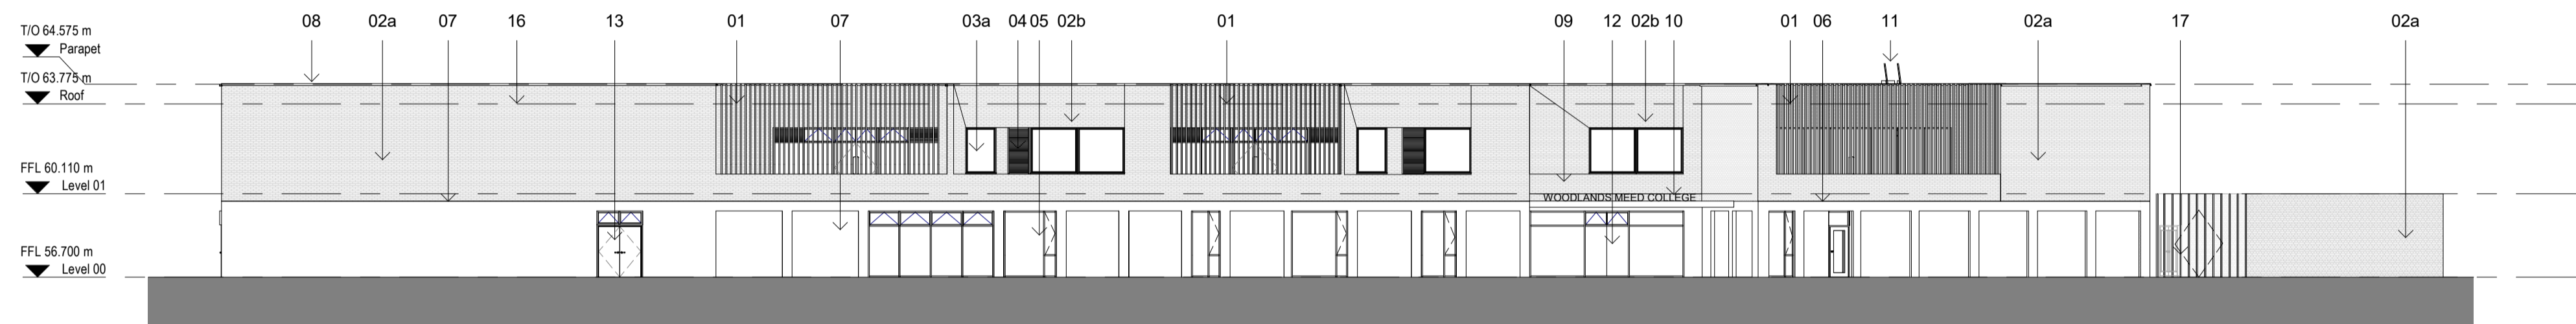 08 02a 07 16 13 01 07 03a 04 05 02b 01 09 12 02b 10 01 06 11 02a 17 02a
T/O 64.575 m
Parapet
T/O 63.775 m
Roof
FFL 60.110 m
Level 01
WOODLANDS MEED COLLEGE
FFL 56.700 m
Level 00